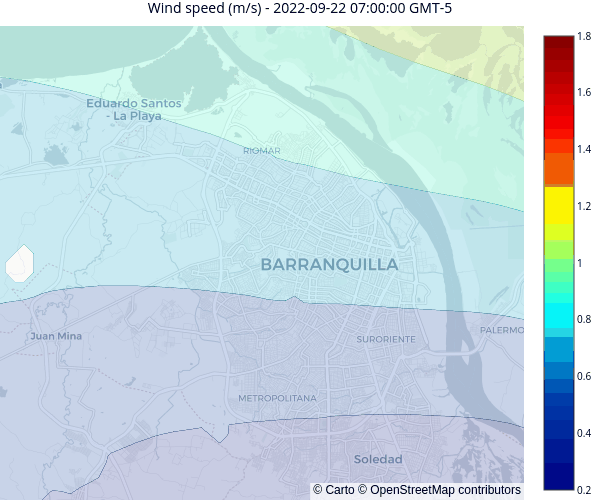 Wind speed (m/s) - 2022-09-22 07:00:00 GMT-5
1.8
1.6
1.4
1.2
1
0.8
0.6
0.4
0.2
Eduardo Santos
- La Playa
RIOMAR
BARRANQUILLA
Juan Mina
SURORIENTE
PALERMO
METROPOLITANA
Soledad
© Carto © OpenStreetMap contributors